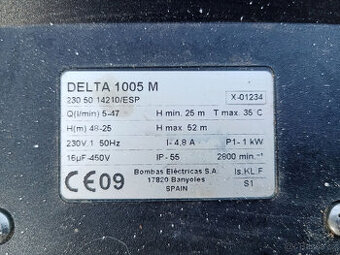 DELTA 1005 M
230 50 14210/ESP X-01234
Q(l/min) 5-47 H min. 25 m T max. 35 C
H(m) 48-25 H max. 52 m
230V 1 50Hz I- 4,8 A P1- 1 kW
16µF-450V IP - 55 2800 min.⁻¹
CE 09 Bombas Eléctricas S.A. Is.KL.F
17820 Banyoles
SPAIN S1